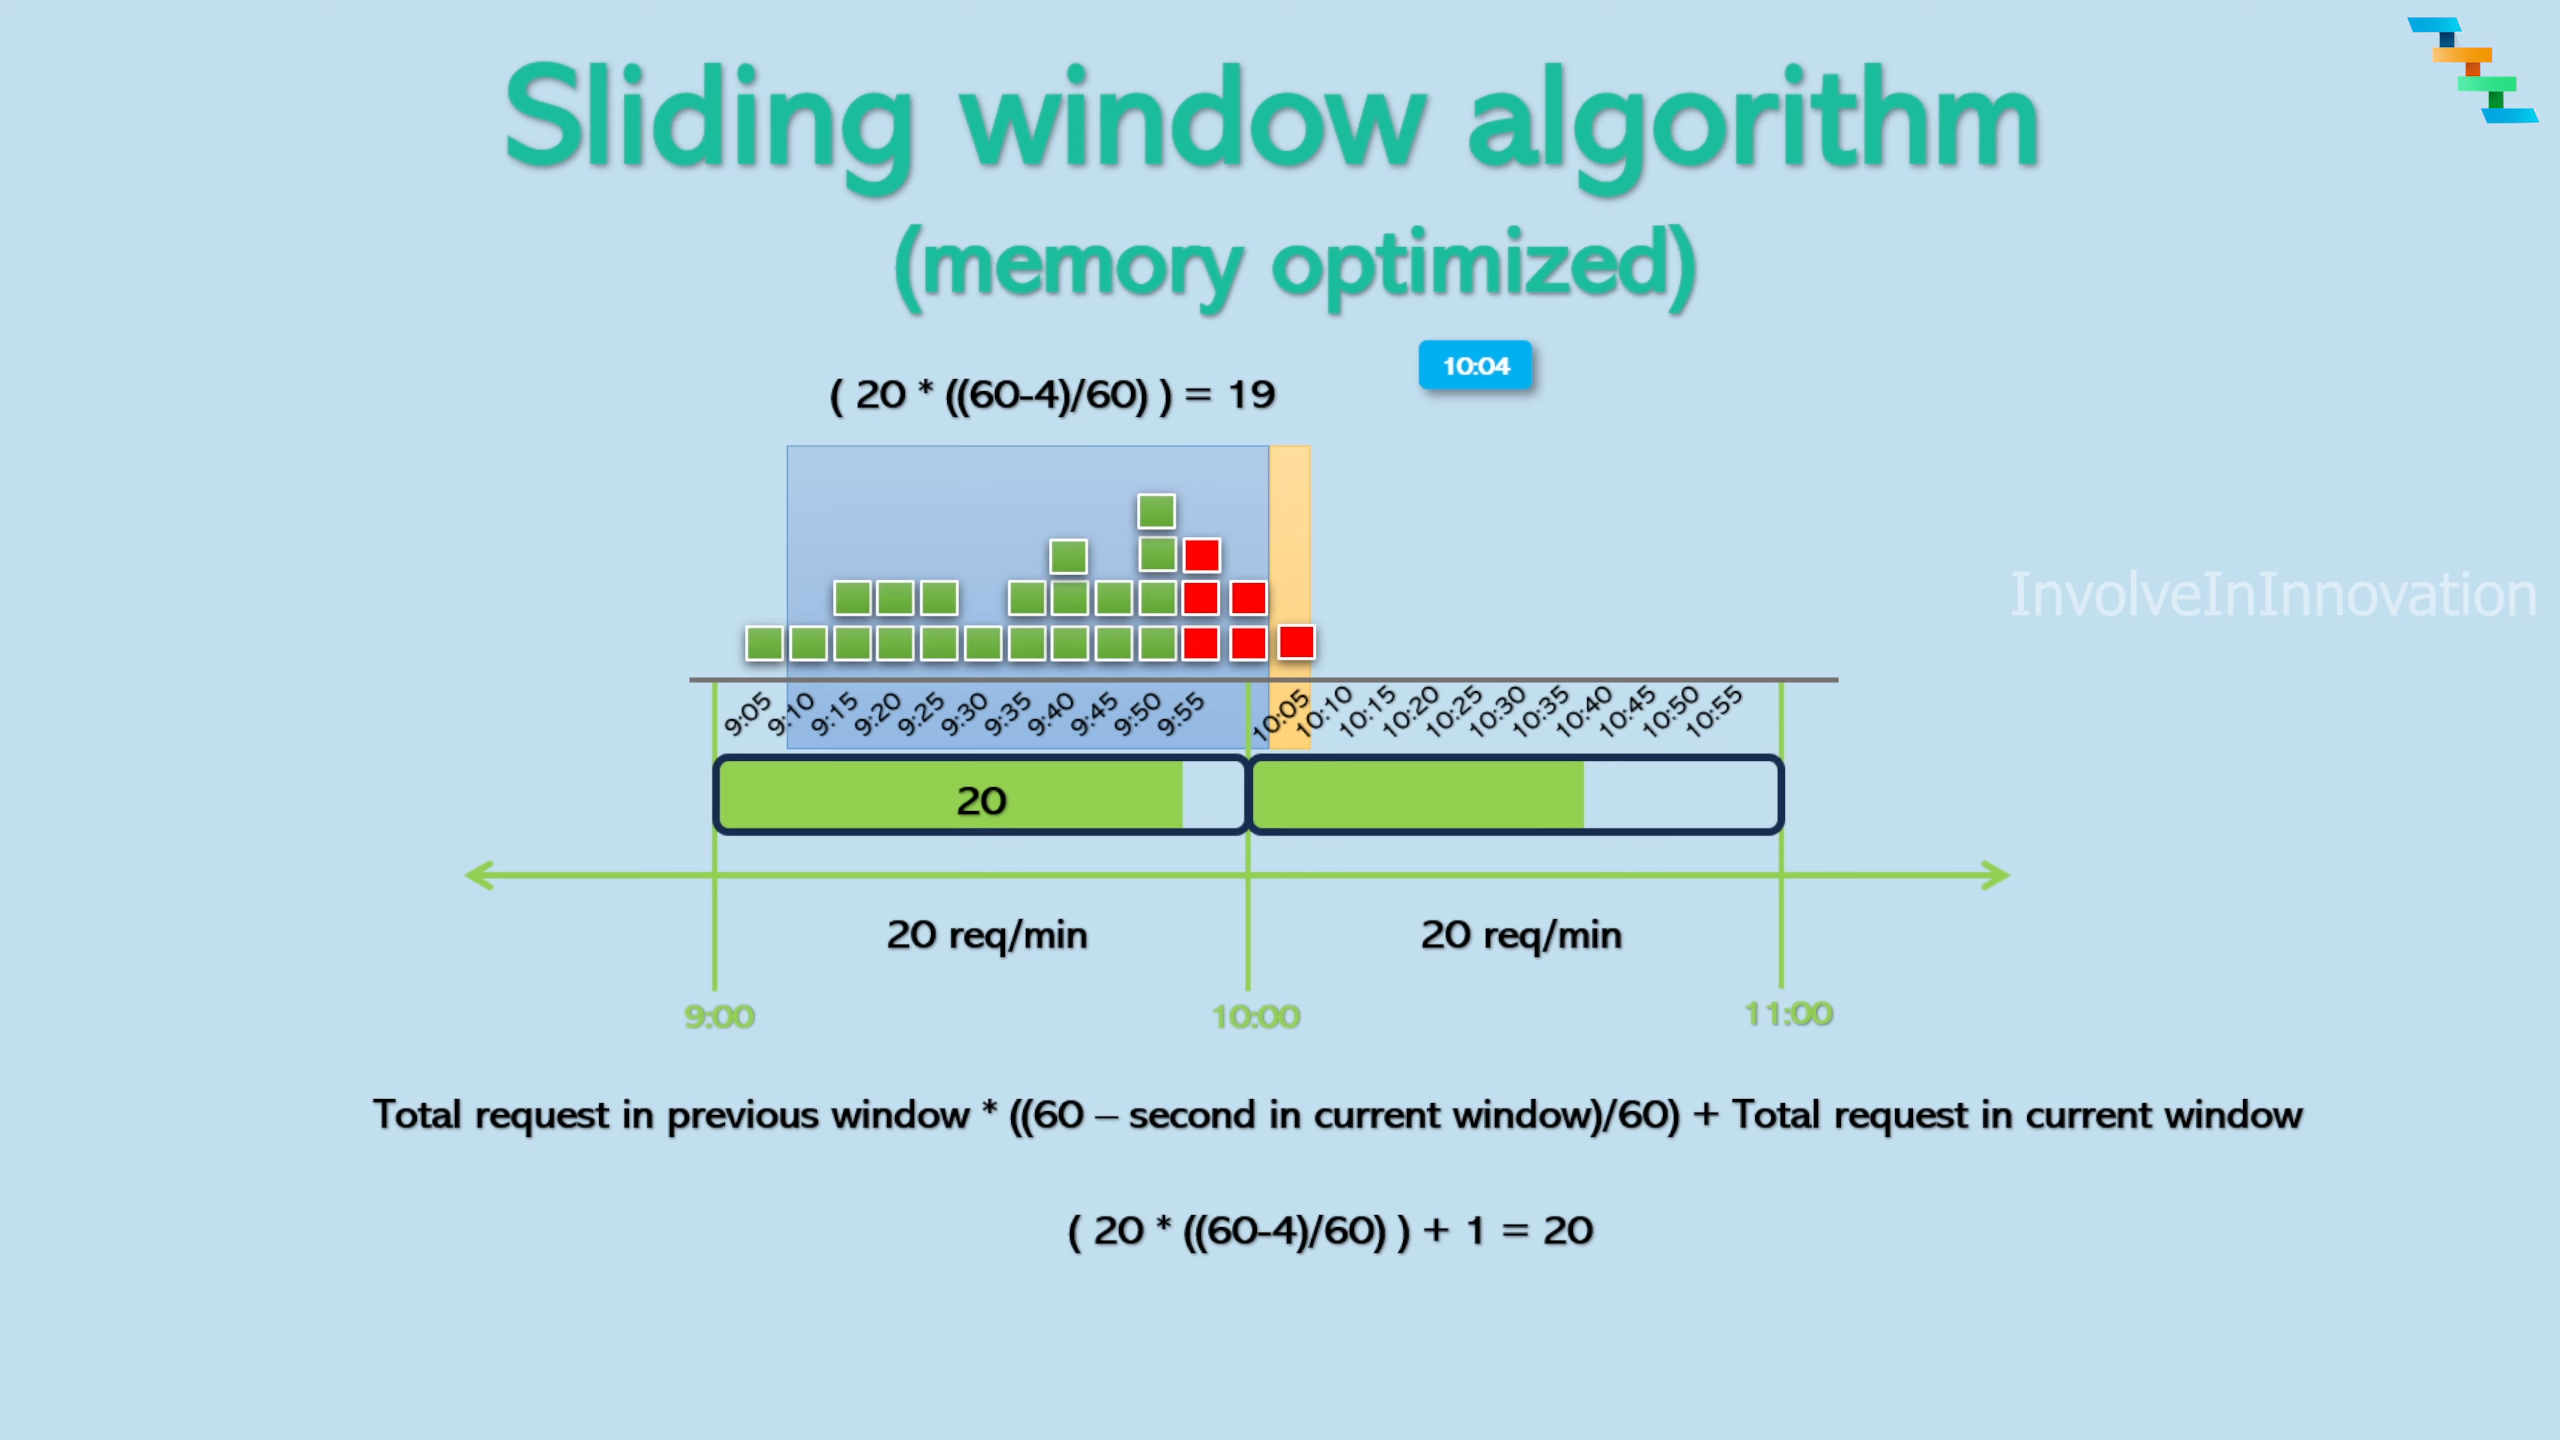 Sliding window algorithm
(memory optimized)
10:04
( 20 * ((60-4)/60) ) = 19
InvolveInInnovation
9:05 9:10 9:15 9:20 9:25 9:30 9:35 9:40 9:45 9:50 9:55 10:05 10:10 10:15 10:20 10:25 10:30 10:35 10:40 10:45 10:50 10:55
20
20 req/min 20 req/min
9:00 10:00 11:00
Total request in previous window * ((60 – second in current window)/60) + Total request in current window
( 20 * ((60-4)/60) ) + 1 = 20